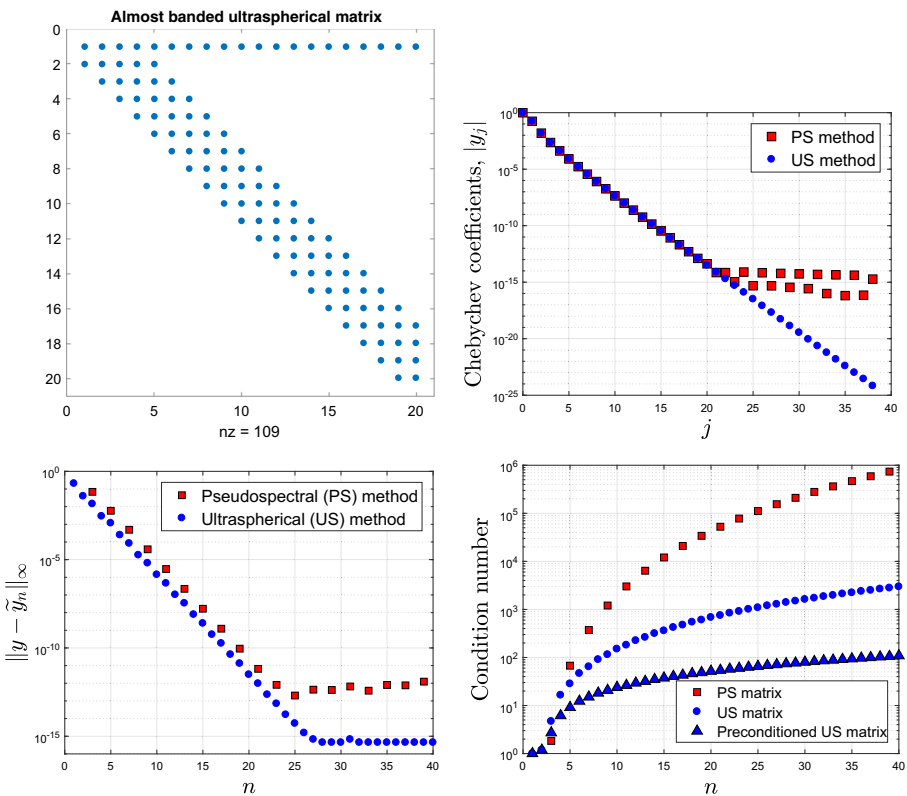 Almost banded ultraspherical matrix
0
2
4
6
8
10
12
14
16
18
20
0 5 10 15 20
nz = 109
Chebychev coefficients, |y_j|
10^0
10^-5
10^-10
10^-15
10^-20
10^-25
PS method
US method
0 5 10 15 20 25 30 35 40
j
‖y − ỹ_n‖_∞
10^0
10^-5
10^-10
10^-15
Pseudospectral (PS) method
Ultraspherical (US) method
0 5 10 15 20 25 30 35 40
n
Condition number
10^6
10^5
10^4
10^3
10^2
10^1
10^0
PS matrix
US matrix
Preconditioned US matrix
0 5 10 15 20 25 30 35 40
n